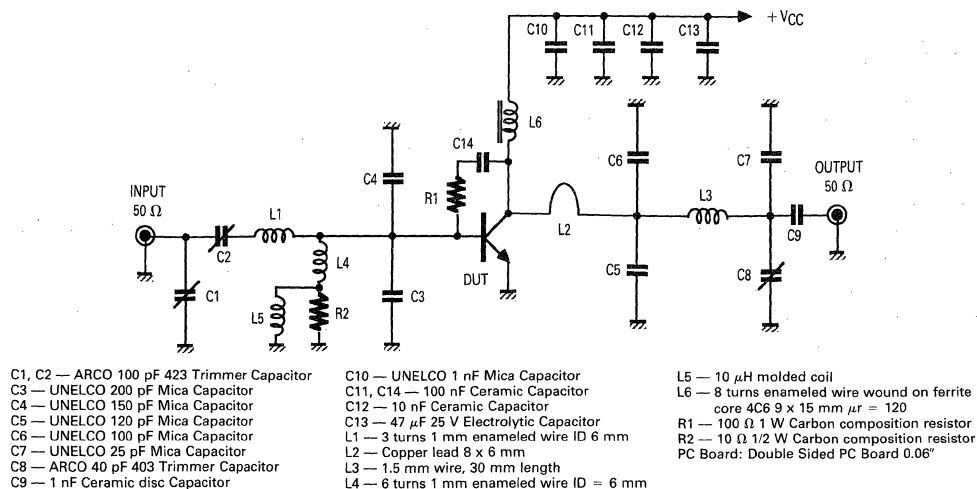 + VCC
C10
C11
C12
C13
L6
C14
C4
R1
C6
C7
OUTPUT
50 Ω
INPUT
50 Ω
L1
L3
L2
C9
C2
L4
DUT
C1
L5
R2
C3
C5
C8
C1, C2 — ARCO 100 pF 423 Trimmer Capacitor
C3 — UNELCO 200 pF Mica Capacitor
C4 — UNELCO 150 pF Mica Capacitor
C5 — UNELCO 120 pF Mica Capacitor
C6 — UNELCO 100 pF Mica Capacitor
C7 — UNELCO 25 pF Mica Capacitor
C8 — ARCO 40 pF 403 Trimmer Capacitor
C9 — 1 nF Ceramic disc Capacitor
C10 — UNELCO 1 nF Mica Capacitor
C11, C14 — 100 nF Ceramic Capacitor
C12 — 10 nF Ceramic Capacitor
C13 — 47 μF 25 V Electrolytic Capacitor
L1 — 3 turns 1 mm enameled wire ID 6 mm
L2 — Copper lead 8 x 6 mm
L3 — 1.5 mm wire, 30 mm length
L4 — 6 turns 1 mm enameled wire ID = 6 mm
L5 — 10 μH molded coil
L6 — 8 turns enameled wire wound on ferrite
core 4C6 9 x 15 mm μr = 120
R1 — 100 Ω 1 W Carbon composition resistor
R2 — 10 Ω 1/2 W Carbon composition resistor
PC Board: Double Sided PC Board 0.06"